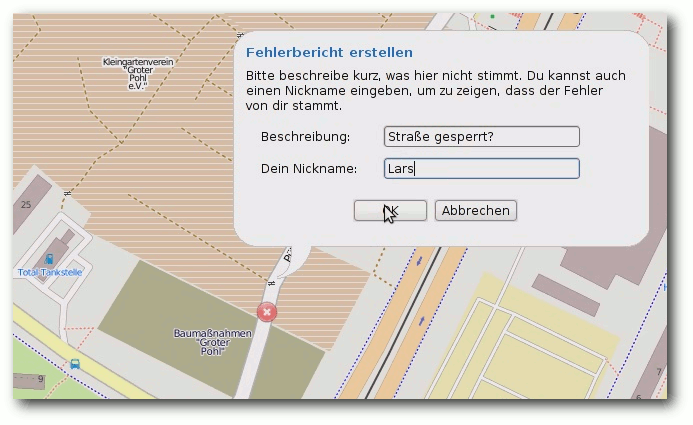 Fehlerbericht erstellen
Bitte beschreibe kurz, was hier nicht stimmt. Du kannst auch
einen Nickname eingeben, um zu zeigen, dass der Fehler
von dir stammt.
Beschreibung: Straße gesperrt?
Dein Nickname: Lars
OK Abbrechen
Kleingartenverein
"Groter
Pohl
e.V."
25
Total Tankstelle
Baumaßnahmen
"Groter
Pohl"
9
7
6